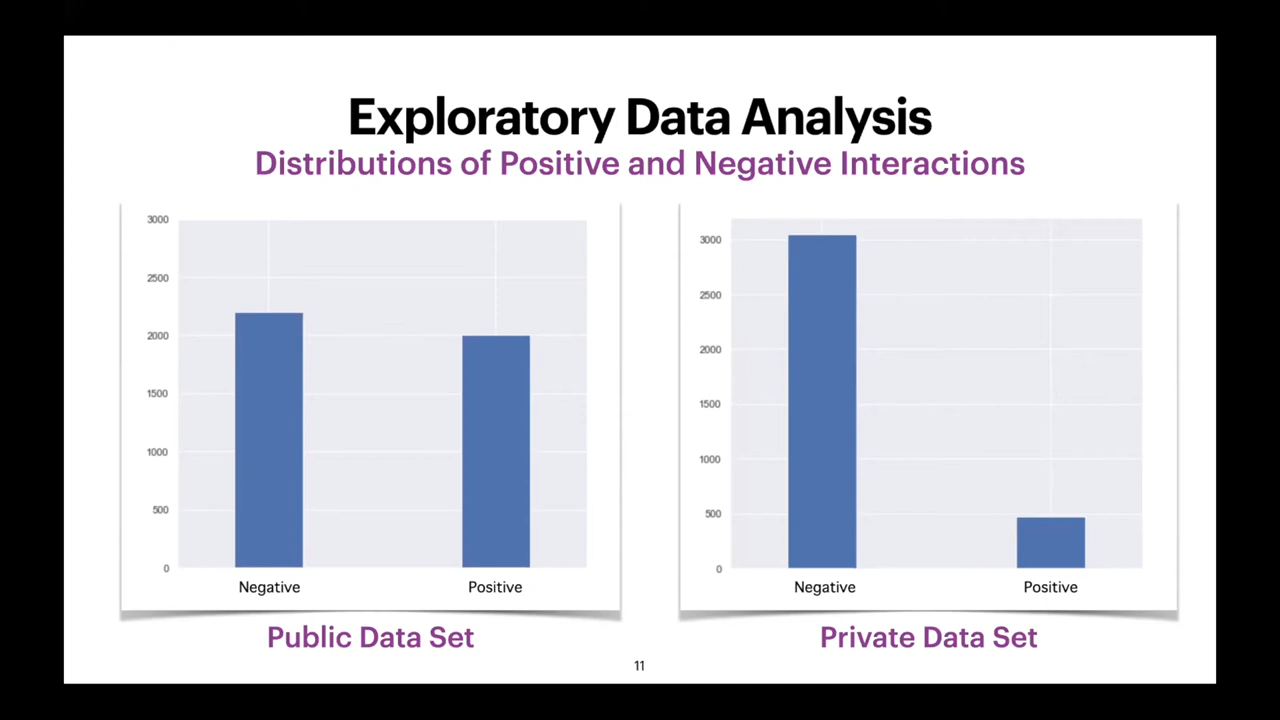 Exploratory Data Analysis
Distributions of Positive and Negative Interactions
3000
2500
2000
1500
1000
500
0
Negative Positive
Public Data Set
3000
2500
2000
1500
1000
500
0
Negative Positive
Private Data Set
11